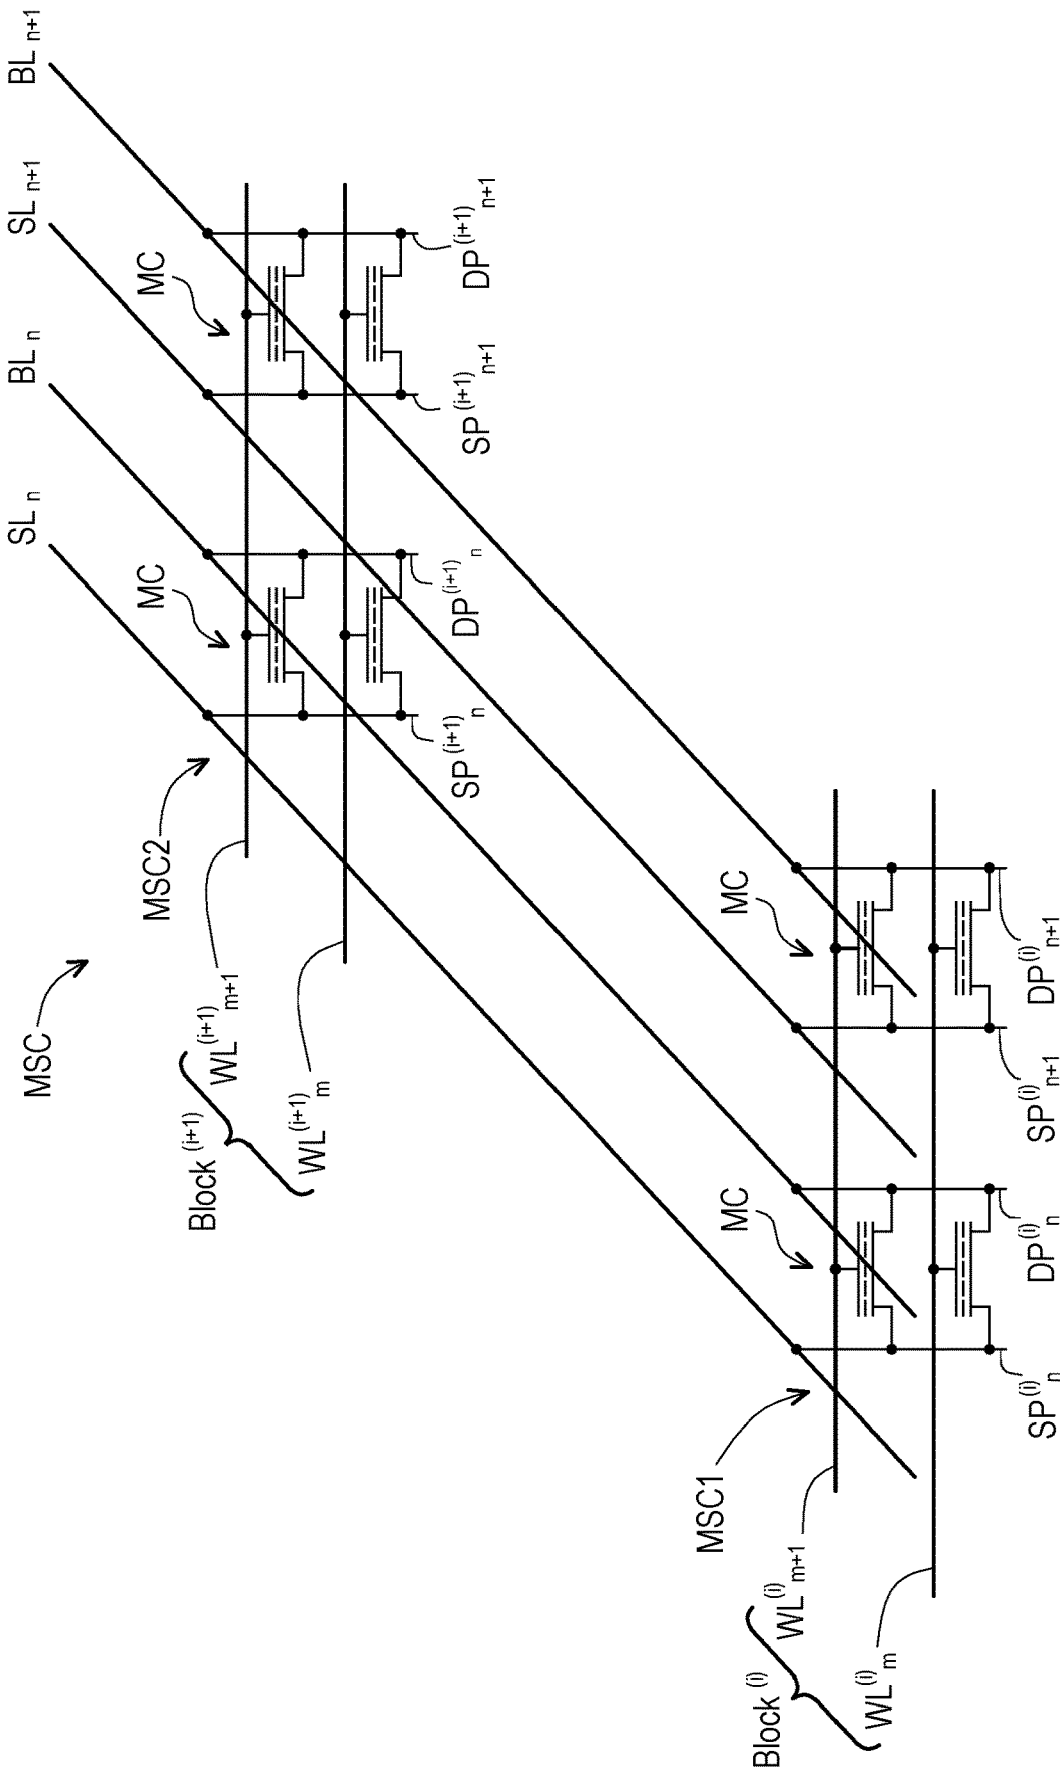 MSC
SL n
BL n
SL n+1
BL n+1
MSC2
MC
MC
Block (i+1)
WL (i+1) m+1
WL (i+1) m
SP (i+1) n
DP (i+1) n
SP (i+1) n+1
DP (i+1) n+1
MSC1
MC
MC
Block (i)
WL (i) m+1
WL (i) m
SP (i) n
DP (i) n
SP (i) n+1
DP (i) n+1